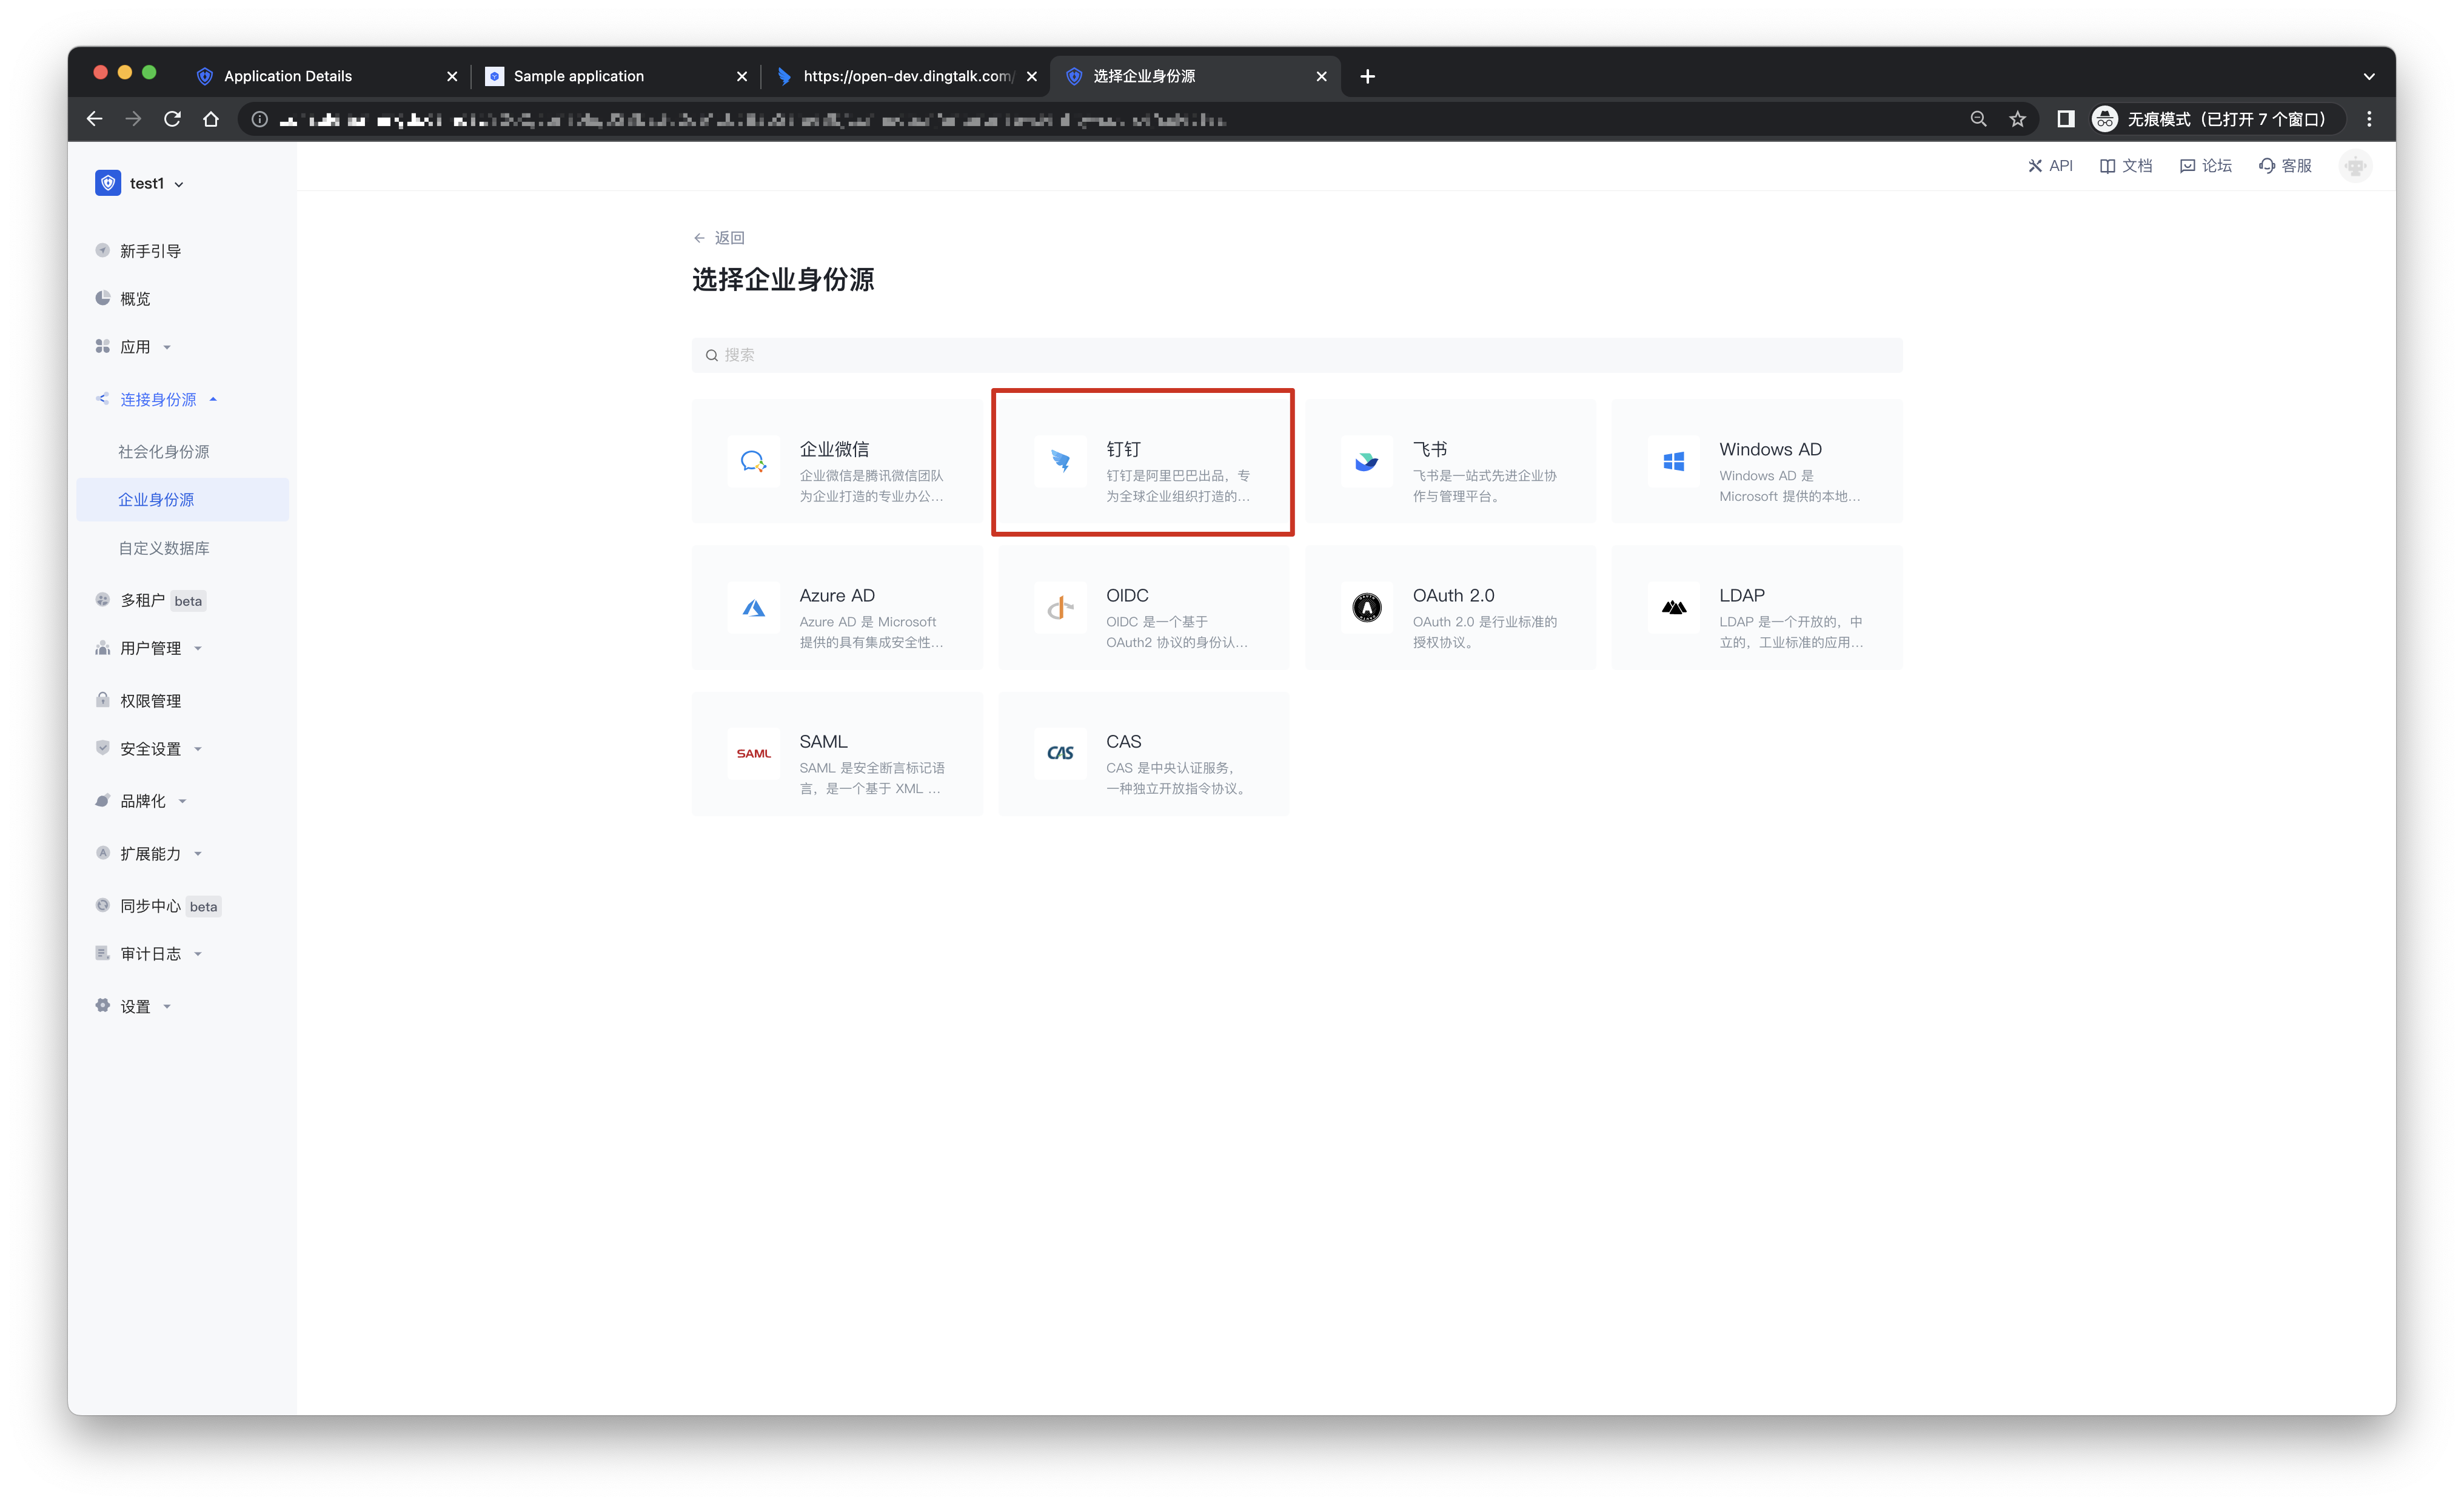 Application Details
Sample application
https://open-dev.dingtalk.com/
选择企业身份源
无痕模式（已打开 7 个窗口）
test1
API
文档
论坛
客服
新手引导
概览
应用
连接身份源
社会化身份源
企业身份源
自定义数据库
多租户 beta
用户管理
权限管理
安全设置
品牌化
扩展能力
同步中心 beta
审计日志
设置
返回
选择企业身份源
搜索
企业微信
企业微信是腾讯微信团队
为企业打造的专业办公...
钉钉
钉钉是阿里巴巴出品，专
为全球企业组织打造的...
飞书
飞书是一站式先进企业协
作与管理平台。
Windows AD
Windows AD 是
Microsoft 提供的本地...
Azure AD
Azure AD 是 Microsoft
提供的具有集成安全性...
OIDC
OIDC 是一个基于
OAuth2 协议的身份认...
OAuth 2.0
OAuth 2.0 是行业标准的
授权协议。
LDAP
LDAP 是一个开放的，中
立的，工业标准的应用...
SAML
SAML
SAML 是安全断言标记语
言，是一个基于 XML ...
CAS
CAS
CAS 是中央认证服务，
一种独立开放指令协议。